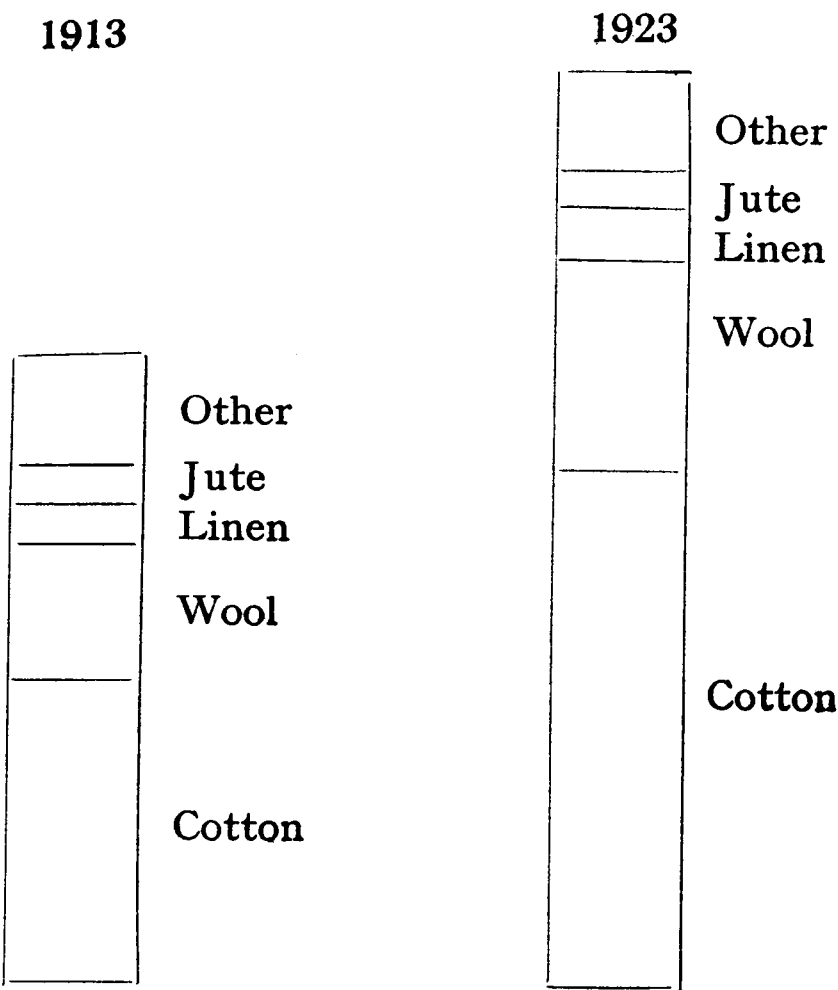 1913
Other
Jute
Linen
Wool
Cotton
1923
Other
Jute
Linen
Wool
Cotton